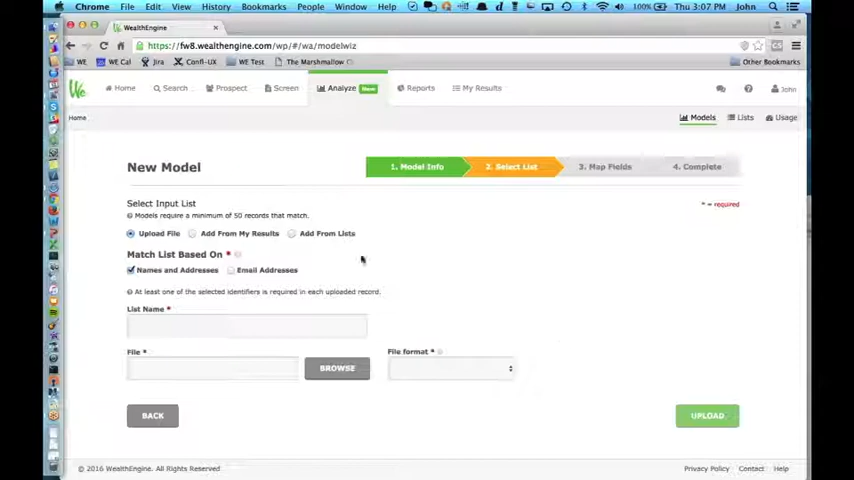 Chrome File Edit View History Bookmarks People Window Help 100% Thu 3:07 PM John
WealthEngine
https://fw8.wealthengine.com/wp/#/wa/modelwiz
WE WE Cal Jira Confl-UX WE Test The Marshmallow C Other Bookmarks
We Home Search Prospect Screen Analyze New Reports My Results John
Home Models Lists Usage
New Model 1. Model Info 2. Select List 3. Map Fields 4. Complete
Select Input List * = required
Models require a minimum of 50 records that match.
Upload File Add From My Results Add From Lists
Match List Based On *
Names and Addresses Email Addresses
At least one of the selected identifiers is required in each uploaded record.
List Name *
File * File format *
BROWSE
BACK UPLOAD
© 2016 WealthEngine. All Rights Reserved Privacy Policy Contact Help